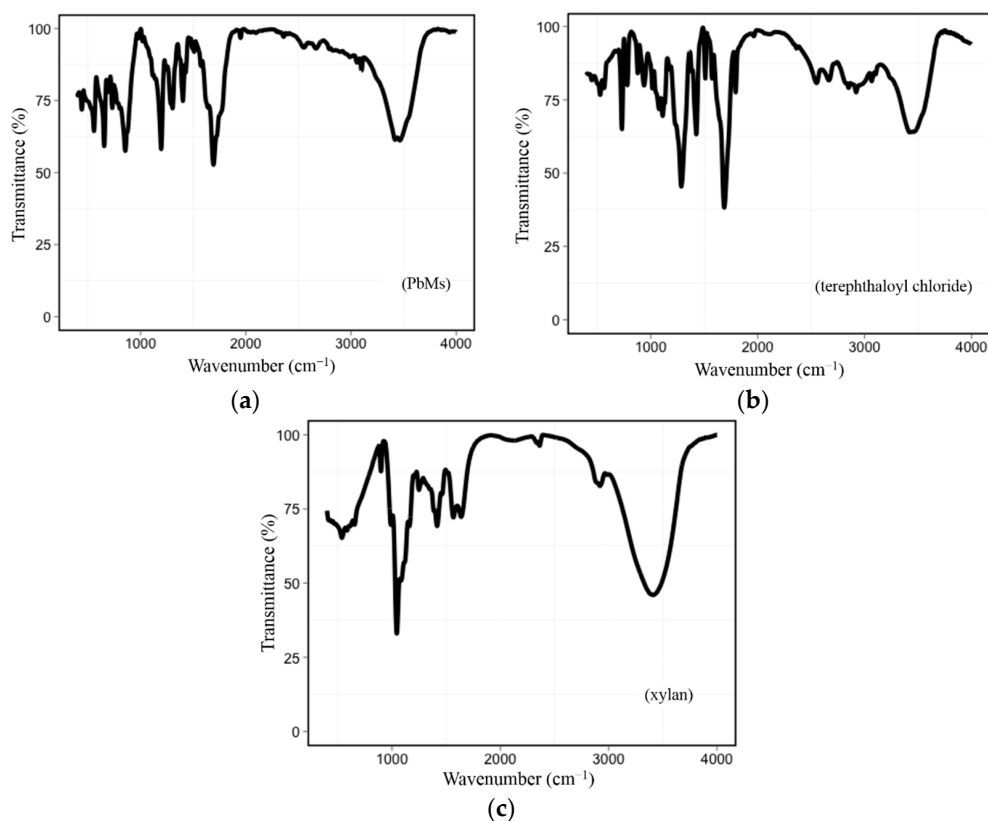 100
75
50
25
0
Transmittance (%)
(PbMs)
1000 2000 3000 4000
Wavenumber (cm⁻¹)
(a)
100
75
50
25
0
Transmittance (%)
(terephthaloyl chloride)
1000 2000 3000 4000
Wavenumber (cm⁻¹)
(b)
100
75
50
25
0
Transmittance (%)
(xylan)
1000 2000 3000 4000
Wavenumber (cm⁻¹)
(c)